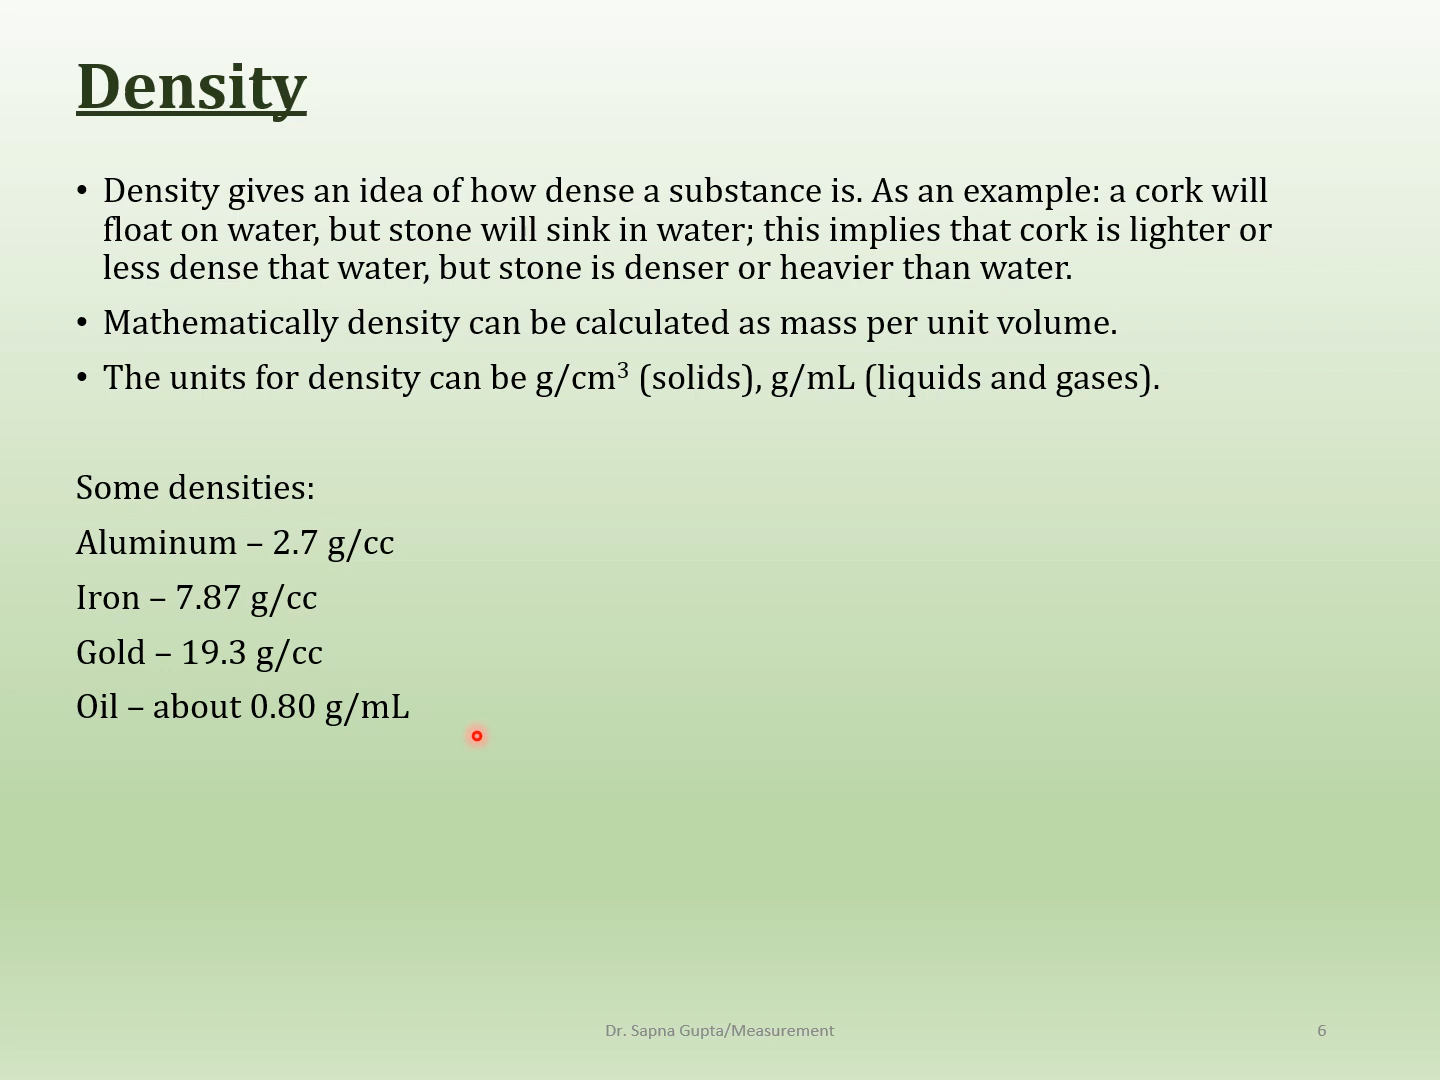 Density
• Density gives an idea of how dense a substance is. As an example: a cork will
float on water, but stone will sink in water; this implies that cork is lighter or
less dense that water, but stone is denser or heavier than water.
• Mathematically density can be calculated as mass per unit volume.
• The units for density can be g/cm³ (solids), g/mL (liquids and gases).
Some densities:
Aluminum – 2.7 g/cc
Iron – 7.87 g/cc
Gold – 19.3 g/cc
Oil – about 0.80 g/mL
Dr. Sapna Gupta/Measurement
6